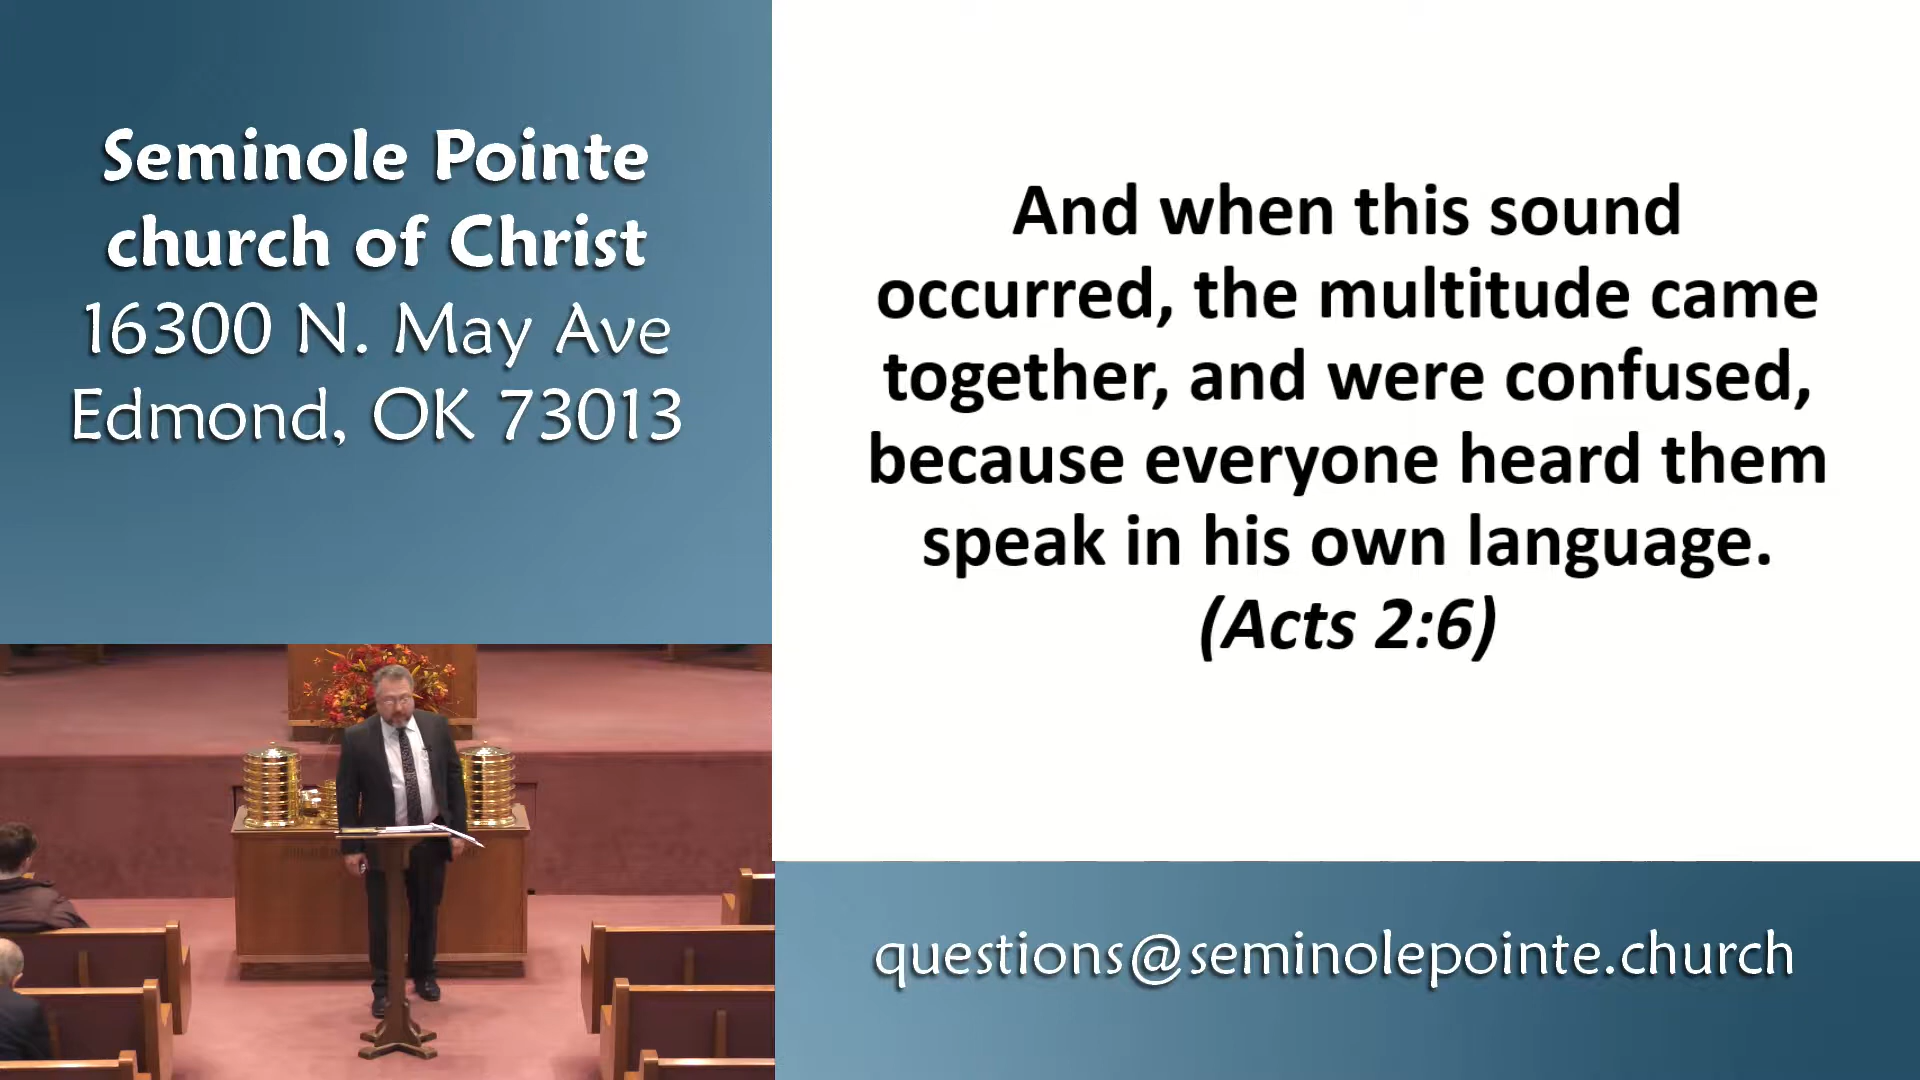 Seminole Pointe
church of Christ
16300 N. May Ave
Edmond, OK 73013
And when this sound
occurred, the multitude came
together, and were confused,
because everyone heard them
speak in his own language.
(Acts 2:6)
questions@seminolepointe.church